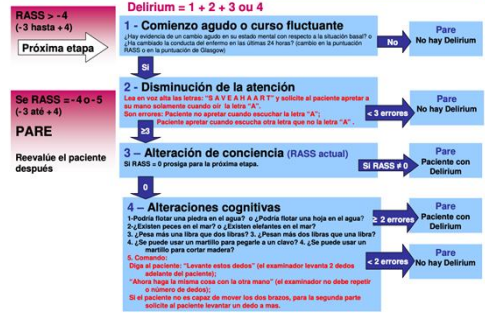 Delirium = 1 + 2 + 3 ou 4
RASS > -4
(-3 hasta + 4)
Próxima etapa
1 - Comienzo agudo o curso fluctuante
¿Hay evidencia de un cambio agudo en su estado mental con respecto a la situación basal? o
¿Ha cambiado la conducta del enfermo en las últimas 24 horas? (cambio en la puntuación
RASS o en la puntuación de Glasgow)
No
Pare
No hay Delirium
Si
Se RASS = -4 o -5
(-3 até + 4)
PARE
Reevalúe el paciente
después
2 - Disminución de la atención
Lea en voz alta las letras: "S A V E A H A A R T" y solicite al paciente apretar a
su mano solamente cuando oír la letra "A".
Son errores: Paciente no apretar cuando escuchar la letra "A";
Paciente apretar cuando escucha otra letra que no la letra "A" .
< 3 errores
Pare
No hay Delirium
≥3
3 – Alteración de conciencia (RASS actual)
Si RASS = 0 prosiga para la próxima etapa.
Si RASS ≠ 0
Pare
Paciente con
Delirium
0
4 – Alteraciones cognitivas
1-Podría flotar una piedra en el agua? o ¿Podría flotar una hoja en el agua?
2-¿Existen peces en el mar? o ¿Existen elefantes en el mar?
3. ¿Pesa más una libra que dos libras? 3. ¿Pesan más dos libras que una libra?
4. ¿Se puede usar un martillo para pegarle a un clavo? 4. ¿Se puede usar un
martillo para cortar madera?
5. Comando:
Diga al paciente: "Levante estos dedos" (el examinador levanta 2 dedos
adelante del paciente);
"Ahora haga la misma cosa con la otra mano" (el examinador no debe repetir
o número de dedos);
Si el paciente no es capaz de mover los dos brazos, para la segunda parte
solicite al paciente levantar un dedo a mas.
≥ 2 errores
Pare
Paciente con
Delirium
< 2 errores
Pare
No hay Delirium